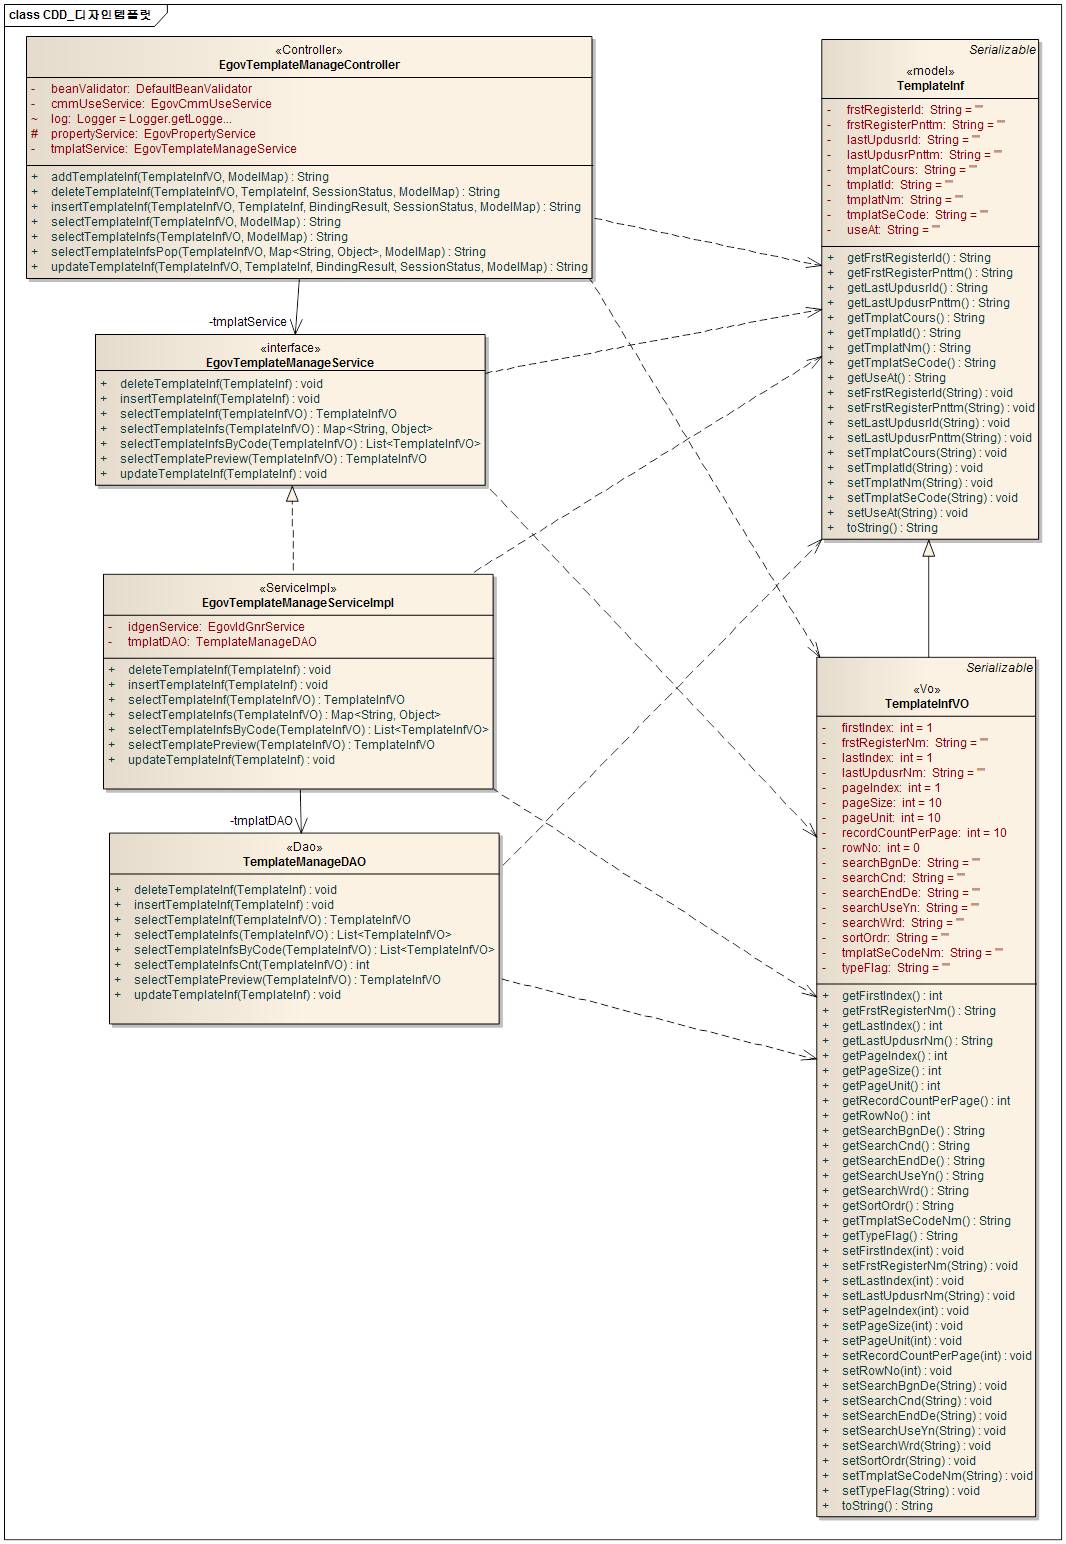 class CDD_디자인템플릿
«Controller»
EgovTemplateManageController
- beanValidator: DefaultBeanValidator
- cmmUseService: EgovCmmUseService
~ log: Logger = Logger.getLogge...
# propertyService: EgovPropertyService
- tmplatService: EgovTemplateManageService
+ addTemplateInf(TemplateInfVO, ModelMap) : String
+ deleteTemplateInf(TemplateInfVO, TemplateInf, SessionStatus, ModelMap) : String
+ insertTemplateInf(TemplateInfVO, TemplateInf, BindingResult, SessionStatus, ModelMap) : String
+ selectTemplateInf(TemplateInfVO, ModelMap) : String
+ selectTemplateInfs(TemplateInfVO, ModelMap) : String
+ selectTemplateInfsPop(TemplateInfVO, Map<String, Object>, ModelMap) : String
+ updateTemplateInf(TemplateInfVO, TemplateInf, BindingResult, SessionStatus, ModelMap) : String
-tmplatService
«interface»
EgovTemplateManageService
+ deleteTemplateInf(TemplateInf) : void
+ insertTemplateInf(TemplateInf) : void
+ selectTemplateInf(TemplateInfVO) : TemplateInfVO
+ selectTemplateInfs(TemplateInfVO) : Map<String, Object>
+ selectTemplateInfsByCode(TemplateInfVO) : List<TemplateInfVO>
+ selectTemplatePreview(TemplateInfVO) : TemplateInfVO
+ updateTemplateInf(TemplateInf) : void
«ServiceImpl»
EgovTemplateManageServiceImpl
- idgenService: EgovIdGnrService
- tmplatDAO: TemplateManageDAO
+ deleteTemplateInf(TemplateInf) : void
+ insertTemplateInf(TemplateInf) : void
+ selectTemplateInf(TemplateInfVO) : TemplateInfVO
+ selectTemplateInfs(TemplateInfVO) : Map<String, Object>
+ selectTemplateInfsByCode(TemplateInfVO) : List<TemplateInfVO>
+ selectTemplatePreview(TemplateInfVO) : TemplateInfVO
+ updateTemplateInf(TemplateInf) : void
-tmplatDAO
«Dao»
TemplateManageDAO
+ deleteTemplateInf(TemplateInf) : void
+ insertTemplateInf(TemplateInf) : void
+ selectTemplateInf(TemplateInfVO) : TemplateInfVO
+ selectTemplateInfs(TemplateInfVO) : List<TemplateInfVO>
+ selectTemplateInfsByCode(TemplateInfVO) : List<TemplateInfVO>
+ selectTemplateInfsCnt(TemplateInfVO) : int
+ selectTemplatePreview(TemplateInfVO) : TemplateInfVO
+ updateTemplateInf(TemplateInf) : void
Serializable
«model»
TemplateInf
- frstRegisterId: String = ""
- frstRegisterPnttm: String = ""
- lastUpdusrId: String = ""
- lastUpdusrPnttm: String = ""
- tmplatCours: String = ""
- tmplatId: String = ""
- tmplatNm: String = ""
- tmplatSeCode: String = ""
- useAt: String = ""
+ getFrstRegisterId() : String
+ getFrstRegisterPnttm() : String
+ getLastUpdusrId() : String
+ getLastUpdusrPnttm() : String
+ getTmplatCours() : String
+ getTmplatId() : String
+ getTmplatNm() : String
+ getTmplatSeCode() : String
+ getUseAt() : String
+ setFrstRegisterId(String) : void
+ setFrstRegisterPnttm(String) : void
+ setLastUpdusrId(String) : void
+ setLastUpdusrPnttm(String) : void
+ setTmplatCours(String) : void
+ setTmplatId(String) : void
+ setTmplatNm(String) : void
+ setTmplatSeCode(String) : void
+ setUseAt(String) : void
+ toString() : String
Serializable
«Vo»
TemplateInfVO
- firstIndex: int = 1
- frstRegisterNm: String = ""
- lastIndex: int = 1
- lastUpdusrNm: String = ""
- pageIndex: int = 1
- pageSize: int = 10
- pageUnit: int = 10
- recordCountPerPage: int = 10
- rowNo: int = 0
- searchBgnDe: String = ""
- searchCnd: String = ""
- searchEndDe: String = ""
- searchUseYn: String = ""
- searchWrd: String = ""
- sortOrdr: String = ""
- tmplatSeCodeNm: String = ""
- typeFlag: String = ""
+ getFirstIndex() : int
+ getFrstRegisterNm() : String
+ getLastIndex() : int
+ getLastUpdusrNm() : String
+ getPageIndex() : int
+ getPageSize() : int
+ getPageUnit() : int
+ getRecordCountPerPage() : int
+ getRowNo() : int
+ getSearchBgnDe() : String
+ getSearchCnd() : String
+ getSearchEndDe() : String
+ getSearchUseYn() : String
+ getSearchWrd() : String
+ getSortOrdr() : String
+ getTmplatSeCodeNm() : String
+ getTypeFlag() : String
+ setFirstIndex(int) : void
+ setFrstRegisterNm(String) : void
+ setLastIndex(int) : void
+ setLastUpdusrNm(String) : void
+ setPageIndex(int) : void
+ setPageSize(int) : void
+ setPageUnit(int) : void
+ setRecordCountPerPage(int) : void
+ setRowNo(int) : void
+ setSearchBgnDe(String) : void
+ setSearchCnd(String) : void
+ setSearchEndDe(String) : void
+ setSearchUseYn(String) : void
+ setSearchWrd(String) : void
+ setSortOrdr(String) : void
+ setTmplatSeCodeNm(String) : void
+ setTypeFlag(String) : void
+ toString() : String